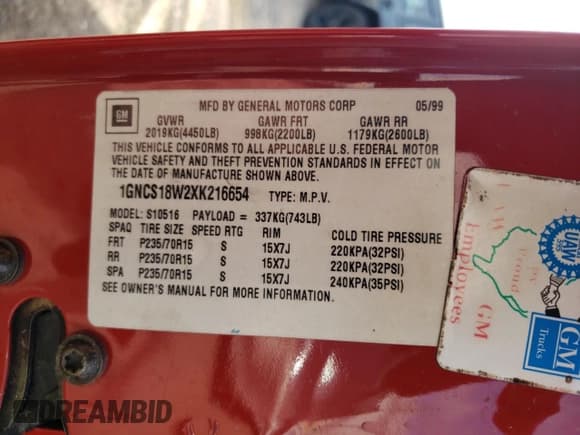 GM
MFD BY GENERAL MOTORS CORP 05/99
GVWR GAWR FRT GAWR RR
2019KG(4450LB) 998KG(2200LB) 1179KG(2600LB)
THIS VEHICLE CONFORMS TO ALL APPLICABLE U.S. FEDERAL MOTOR
VEHICLE SAFETY AND THEFT PREVENTION STANDARDS IN EFFECT ON
THE DATE OF MANUFACTURE SHOWN ABOVE.
1GNCS18W2XK216654 TYPE: M.P.V.
MODEL: S10516 PAYLOAD = 337KG(743LB)
SPAQ TIRE SIZE SPEED RTG RIM COLD TIRE PRESSURE
FRT P235/70R15 S 15X7J 220KPA(32PSI)
RR P235/70R15 S 15X7J 220KPA(32PSI)
SPA P235/70R15 S 15X7J 240KPA(35PSI)
SEE OWNER'S MANUAL FOR MORE INFORMATION.
UAW
Proud
GM
Employees
UAW
GM
Trucks
DREAMBID